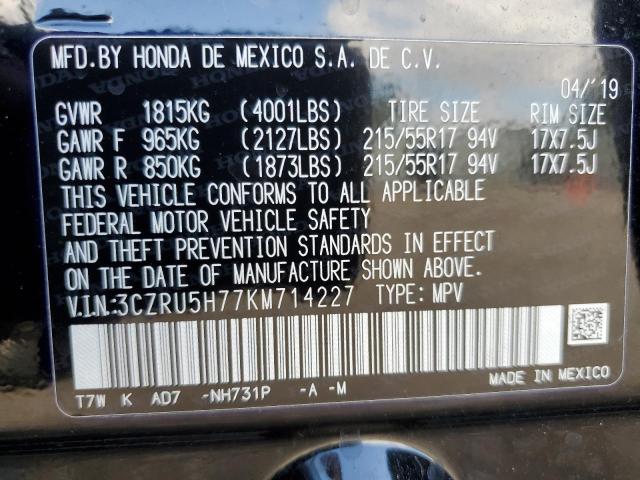 MFD.BY HONDA DE MEXICO S.A. DE C.V.
04/'19
GVWR 1815KG (4001LBS) TIRE SIZE RIM SIZE
GAWR F 965KG (2127LBS) 215/55R17 94V 17X7.5J
GAWR R 850KG (1873LBS) 215/55R17 94V 17X7.5J
THIS VEHICLE CONFORMS TO ALL APPLICABLE
FEDERAL MOTOR VEHICLE SAFETY
AND THEFT PREVENTION STANDARDS IN EFFECT
ON THE DATE OF MANUFACTURE SHOWN ABOVE.
V.I.N:3CZRU5H77KM714227 TYPE: MPV
T7W K AD7 -NH731P -A -M
MADE IN MEXICO